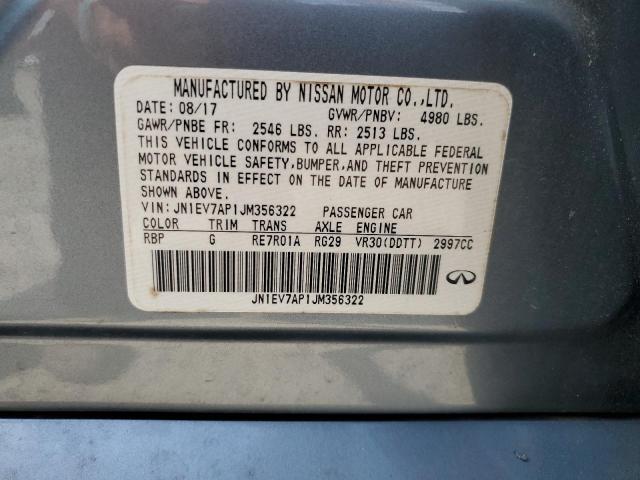 MANUFACTURED BY NISSAN MOTOR CO.,LTD.
DATE: 08/17 GVWR/PNBV: 4980 LBS.
GAWR/PNBE FR: 2546 LBS. RR: 2513 LBS.
THIS VEHICLE CONFORMS TO ALL APPLICABLE FEDERAL
MOTOR VEHICLE SAFETY,BUMPER,AND THEFT PREVENTION
STANDARDS IN EFFECT ON THE DATE OF MANUFACTURE
SHOWN ABOVE.
VIN:JN1EV7AP1JM356322 PASSENGER CAR
COLOR TRIM TRANS AXLE ENGINE
RBP G RE7R01A RG29 VR30(DDTT) 2997CC
JN1EV7AP1JM356322